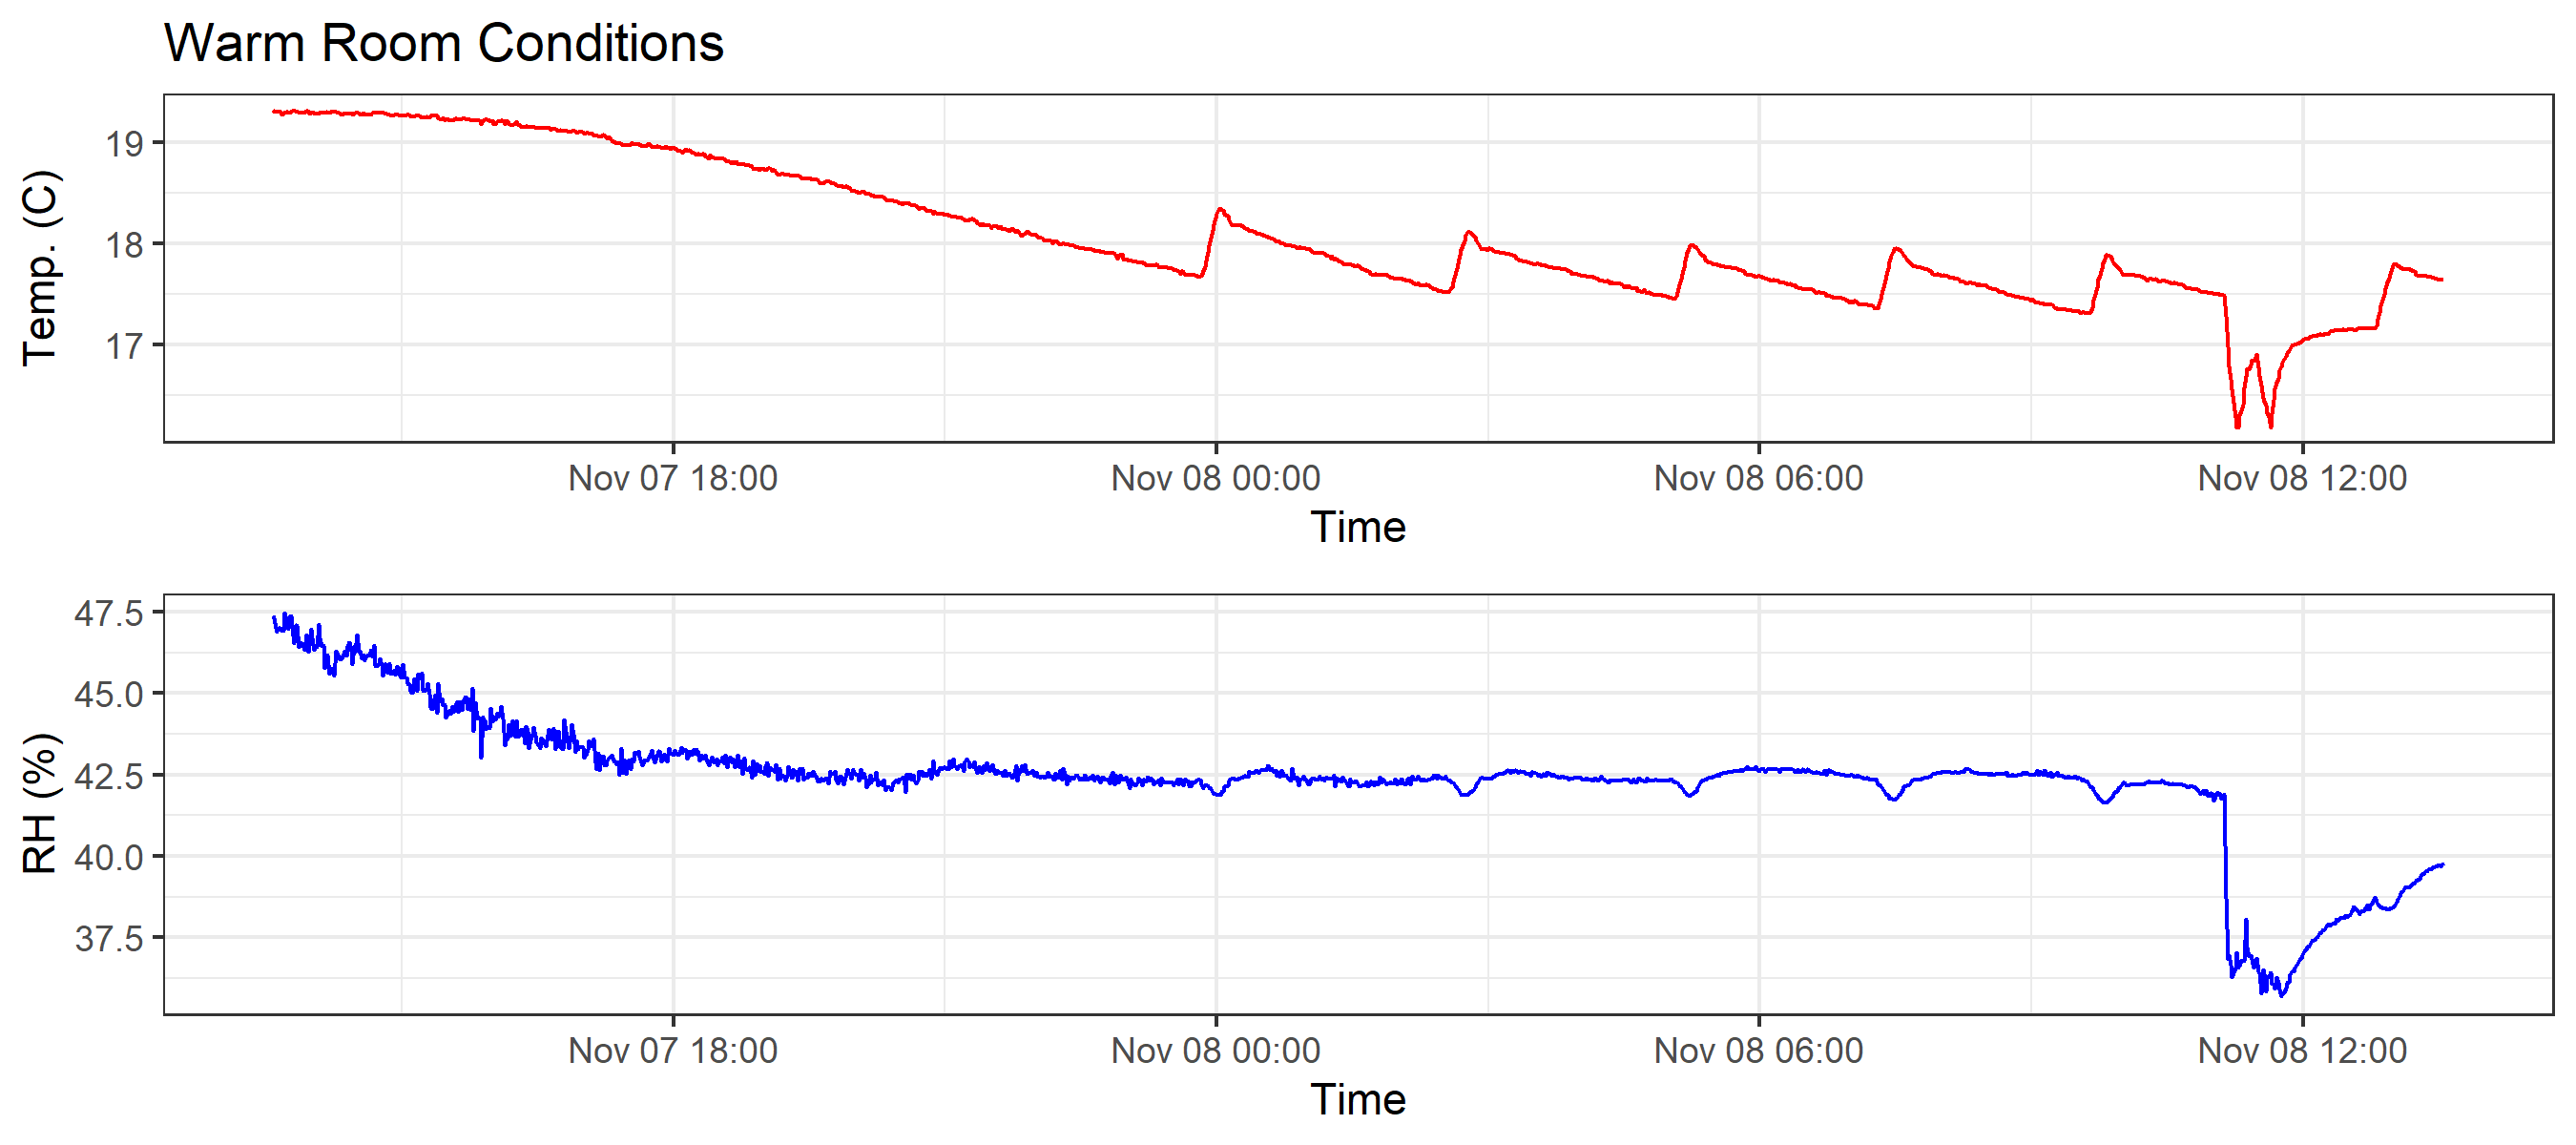 Warm Room Conditions
Temp. (C)
19
18
17
Nov 07 18:00 Nov 08 00:00 Nov 08 06:00 Nov 08 12:00
Time
RH (%)
47.5
45.0
42.5
40.0
37.5
Nov 07 18:00 Nov 08 00:00 Nov 08 06:00 Nov 08 12:00
Time